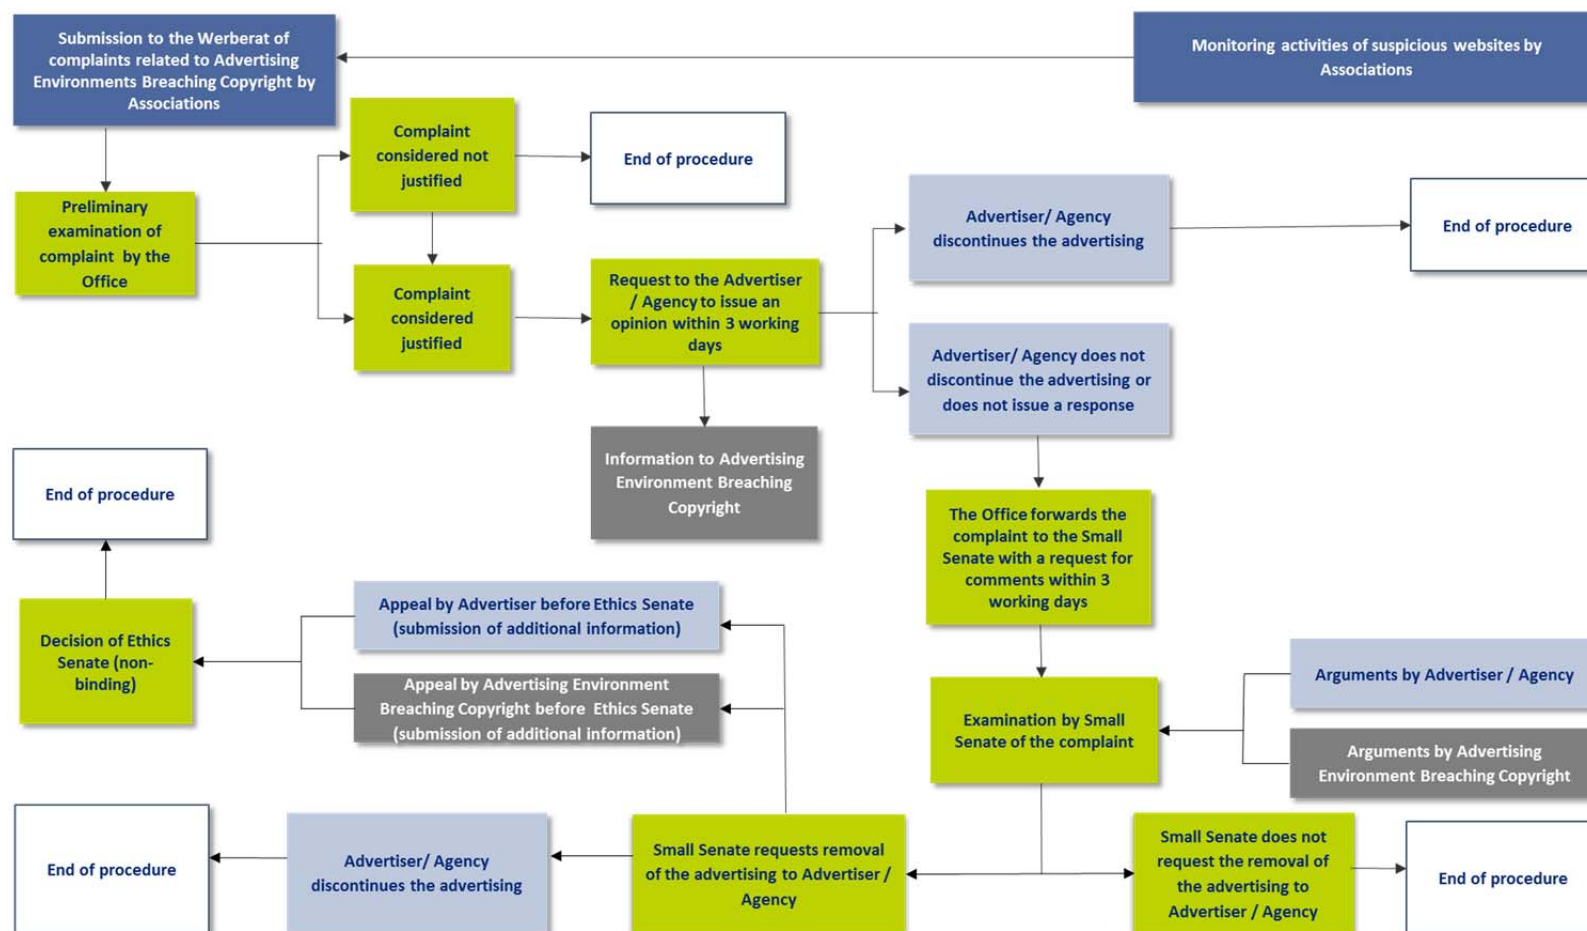 Submission to the Werberat of
complaints related to Advertising
Environments Breaching Copyright by
Associations
Monitoring activities of suspicious websites by
Associations
Complaint
considered not
justified
End of procedure
Preliminary
examination of
complaint by the
Office
Advertiser/ Agency
discontinues the advertising
End of procedure
Complaint
considered
justified
Request to the Advertiser
/ Agency to issue an
opinion within 3 working
days
Advertiser/ Agency does not
discontinue the advertising or
does not issue a response
Information to Advertising
Environment Breaching
Copyright
End of procedure
The Office forwards the
complaint to the Small
Senate with a request for
comments within 3
working days
Appeal by Advertiser before Ethics Senate
(submission of additional information)
Decision of Ethics
Senate (non-
binding)
Appeal by Advertising Environment
Breaching Copyright before Ethics Senate
(submission of additional information)
Examination by Small
Senate of the complaint
Arguments by Advertiser / Agency
Arguments by Advertising
Environment Breaching Copyright
End of procedure
Advertiser/ Agency
discontinues the advertising
Small Senate requests removal
of the advertising to Advertiser /
Agency
Small Senate does not
request the removal of
the advertising to
Advertiser / Agency
End of procedure